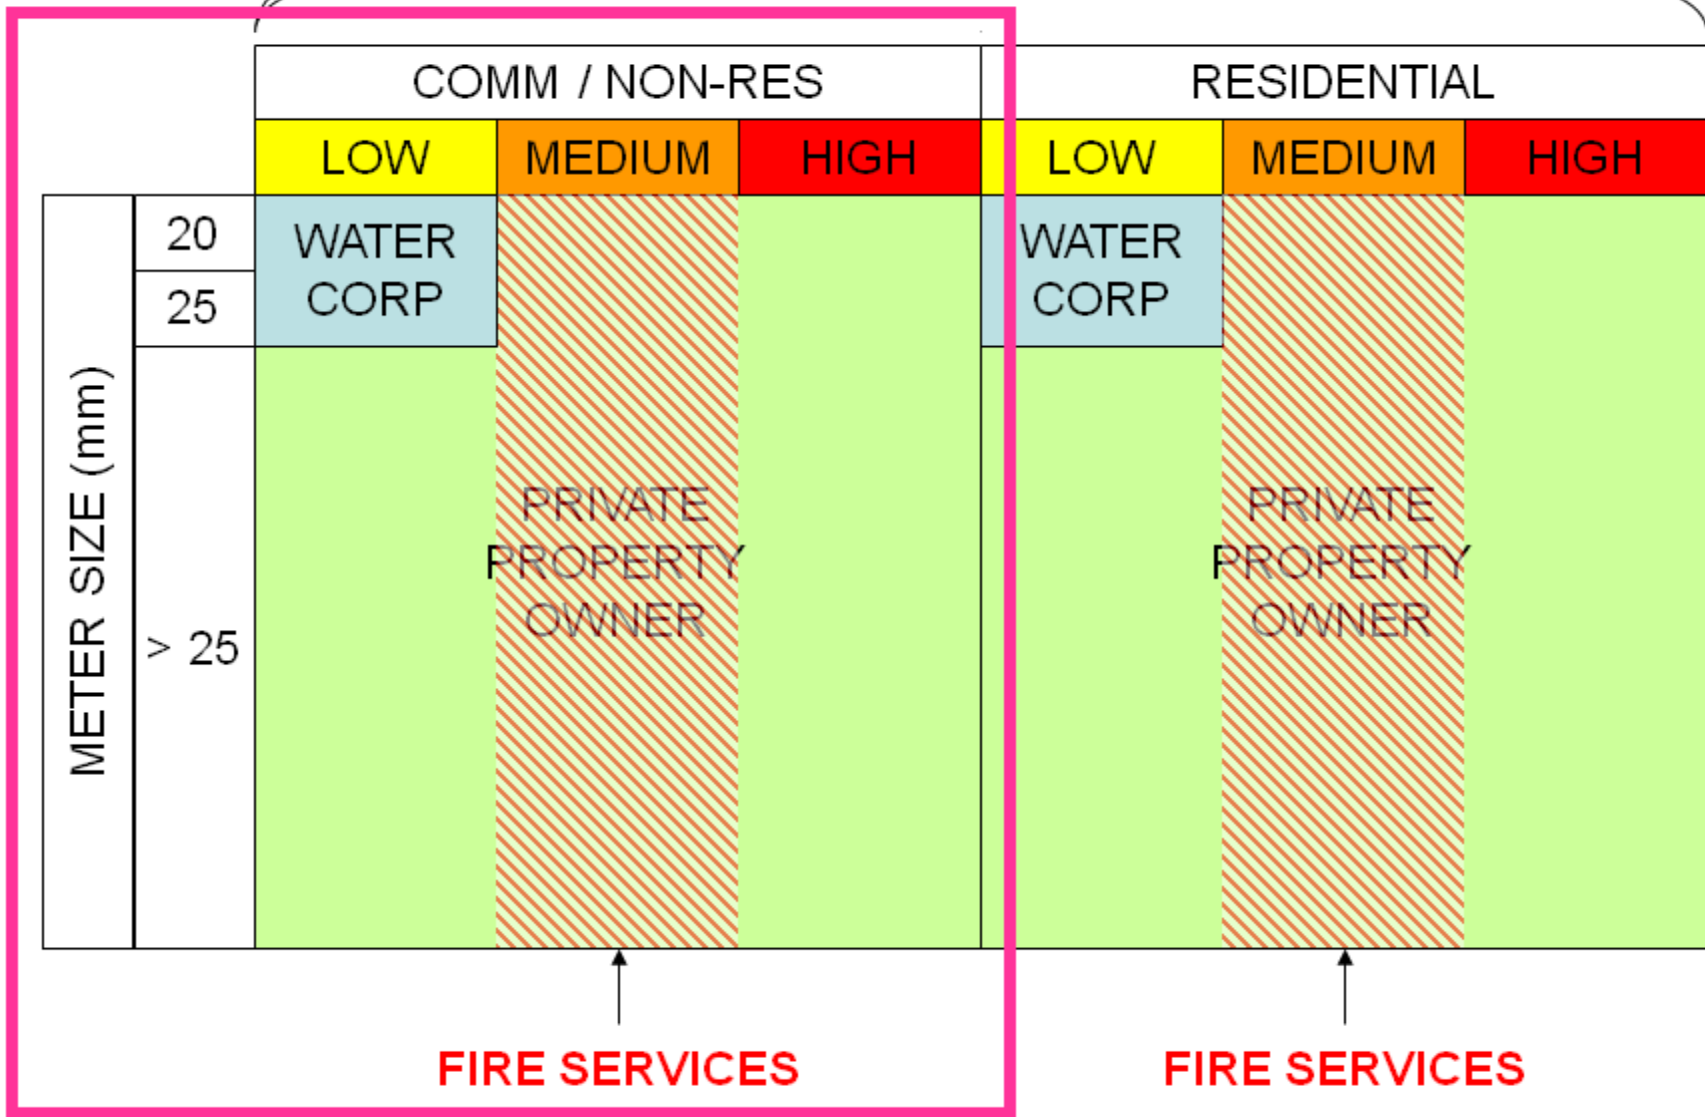 COMM / NON-RES
RESIDENTIAL
LOW
MEDIUM
HIGH
LOW
MEDIUM
HIGH
METER SIZE (mm)
20
25
> 25
WATER
CORP
WATER
CORP
PRIVATE
PROPERTY
OWNER
PRIVATE
PROPERTY
OWNER
FIRE SERVICES
FIRE SERVICES